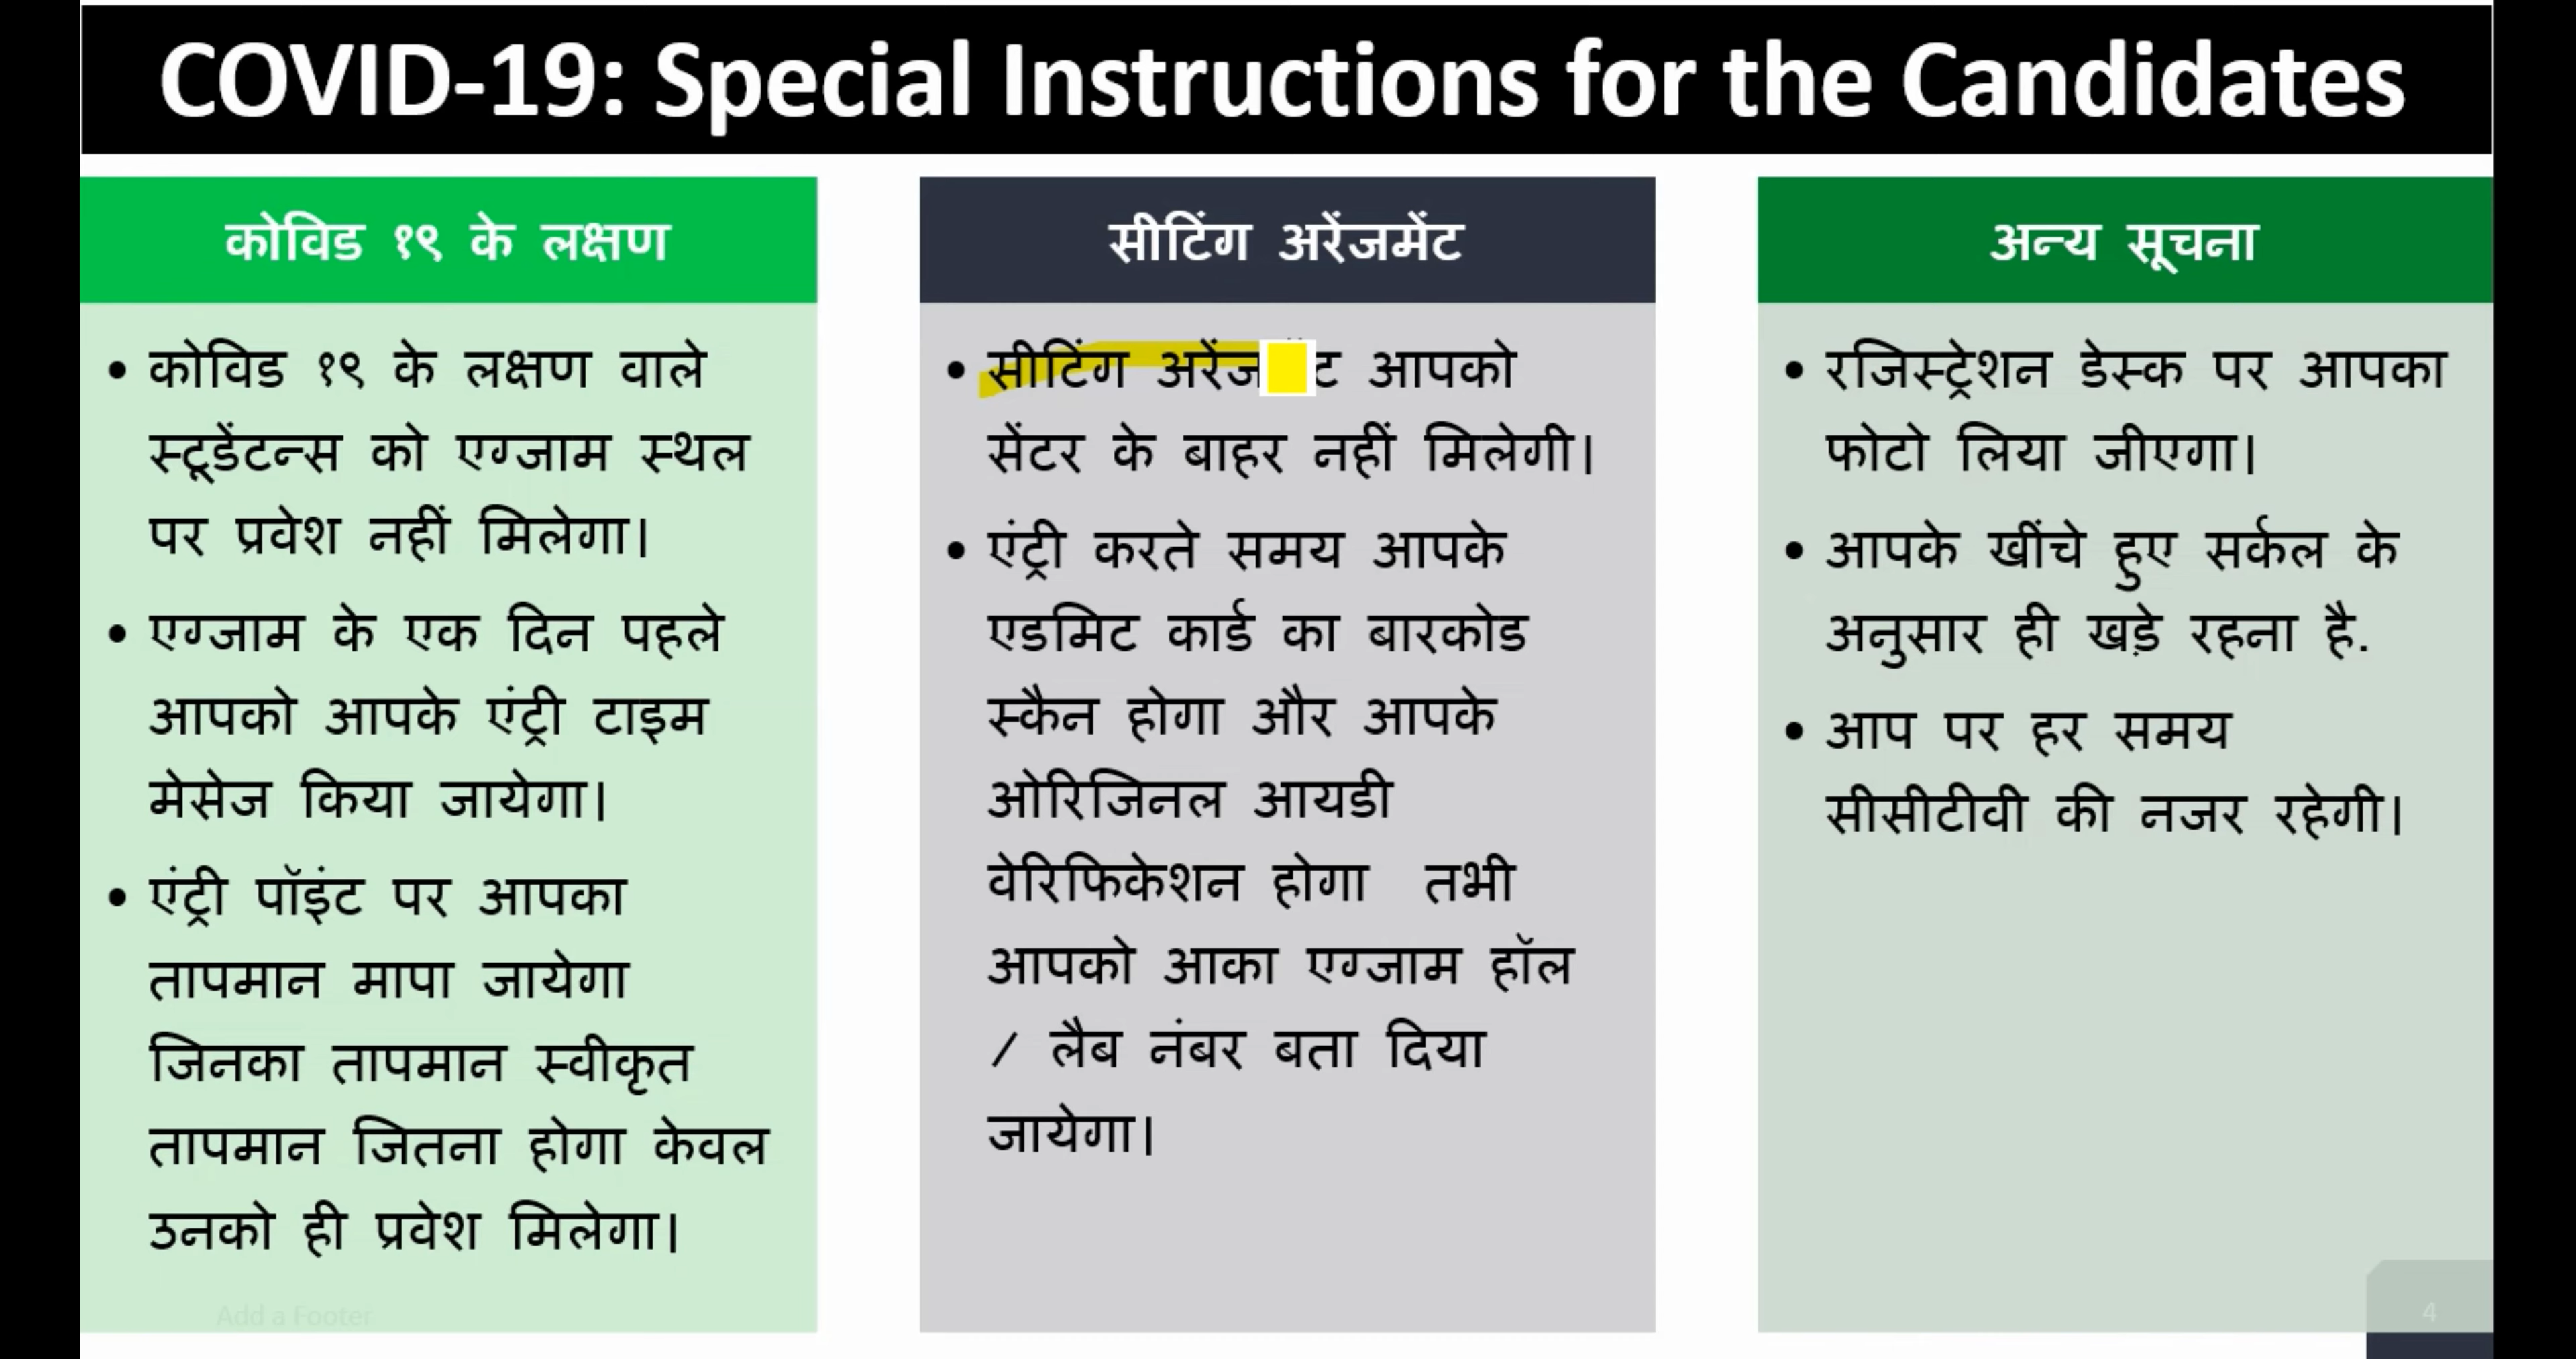 COVID-19: Special Instructions for the Candidates
कोविड १९ के लक्षण
• कोविड १९ के लक्षण वाले
स्टूडेंटन्स को एग्जाम स्थल
पर प्रवेश नहीं मिलेगा।
• एग्जाम के एक दिन पहले
आपको आपके एंट्री टाइम
मेसेज किया जायेगा।
• एंट्री पॉइंट पर आपका
तापमान मापा जायेगा
जिनका तापमान स्वीकृत
तापमान जितना होगा केवल
उनको ही प्रवेश मिलेगा।
Add a Footer
सीटिंग अरेंजमेंट
• सीटिंग आपको
सेंटर के बाहर नहीं मिलेगी।
• एंट्री करते समय आपके
एडमिट कार्ड का बारकोड
स्कैन होगा और आपके
ओरिजिनल आयडी
वेरिफिकेशन होगा तभी
आपको आका एग्जाम हॉल
/ लैब नंबर बता दिया
जायेगा।
अन्य सूचना
• रजिस्ट्रेशन डेस्क पर आपका
फोटो लिया जीएगा।
• आपके खींचे हुए सर्कल के
अनुसार ही खड़े रहना है.
• आप पर हर समय
सीसीटीवी की नजर रहेगी।
4